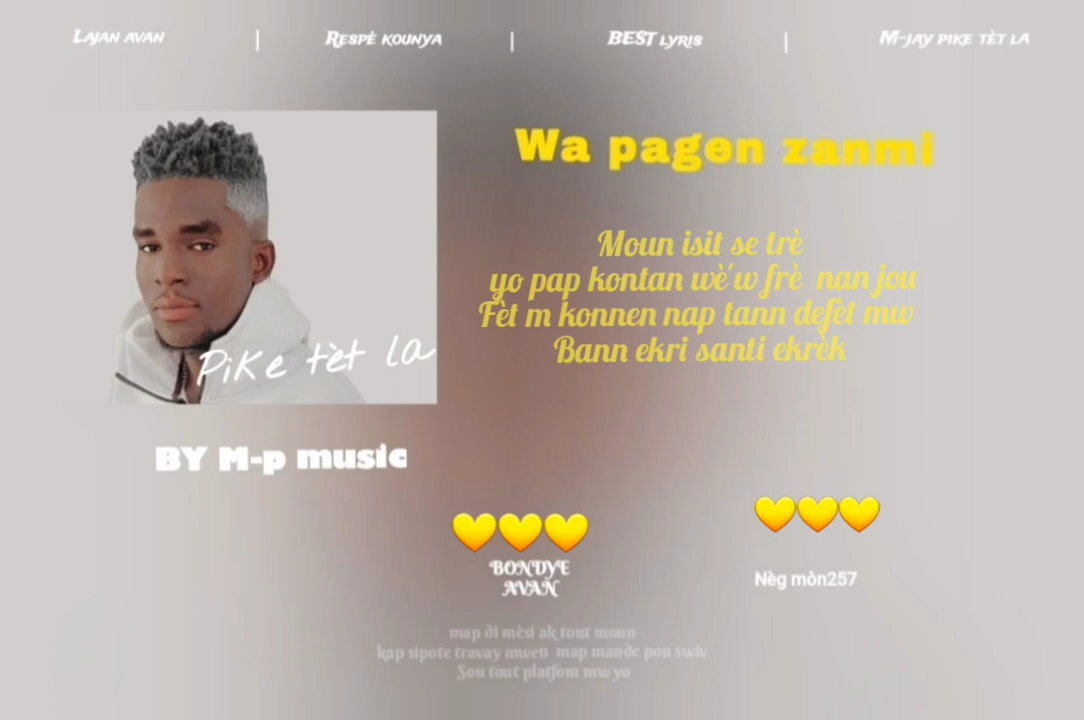 Lajan avan | Respè kounya | BEST lyris | M-jay pike tèt la
Wa pagen zanmi
Moun isit se trè
yo pap kontan wè'w frè nan jou
Fèt m konnen nap tann defèt mw
Bann ekri santi ekrèk
Pike tèt la
BY M-p music
💛💛💛
💛💛💛
BONDYE
AVAN
Nèg mòn257
map di mèsi ak tout moun
kap sipote travay mwen map mande pou swiv
Sou tout platfom mw yo